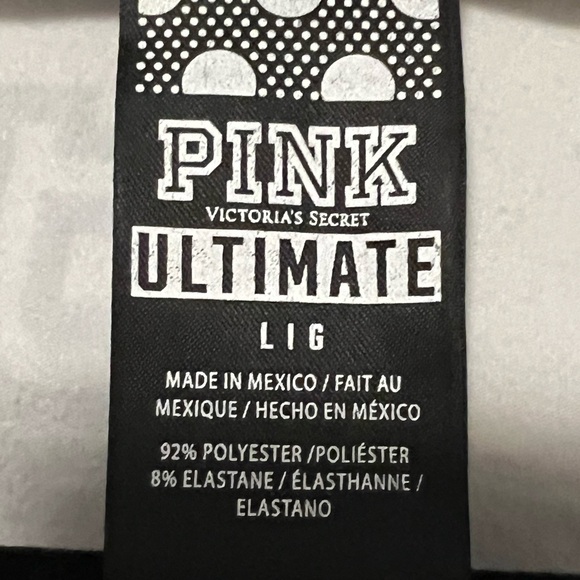 PINK
VICTORIA'S SECRET
ULTIMATE
L I G
MADE IN MEXICO / FAIT AU
MEXIQUE / HECHO EN MÉXICO
92% POLYESTER /POLIÉSTER
8% ELASTANE / ÉLASTHANNE /
ELASTANO